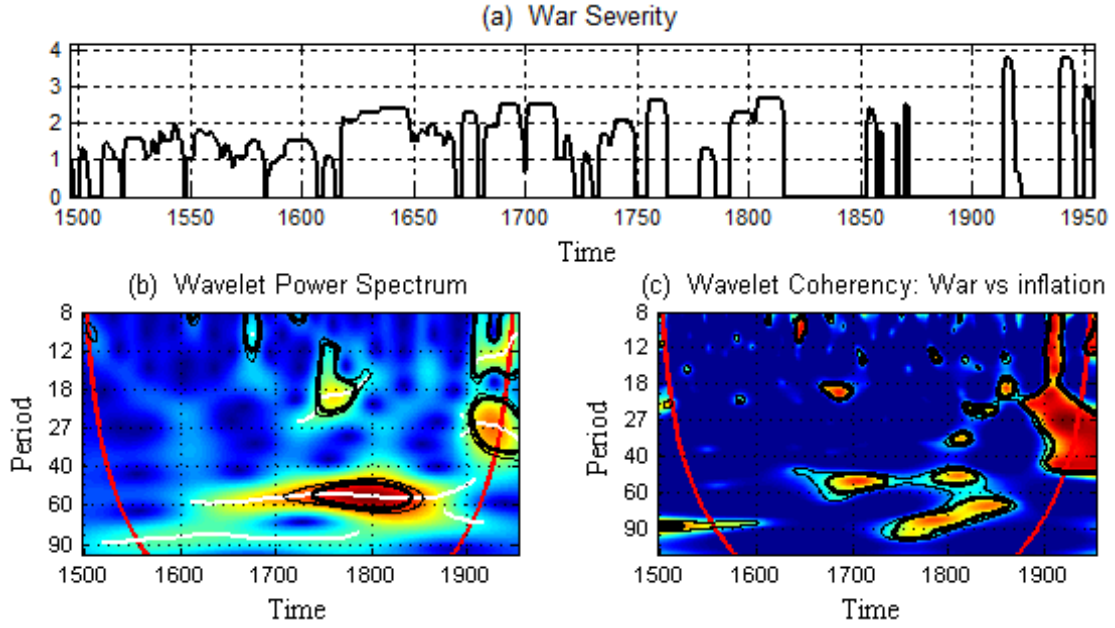 (a) War Severity
4
3
2
1
0
1500 1550 1600 1650 1700 1750 1800 1850 1900 1950
Time
(b) Wavelet Power Spectrum
8
12
18
27
40
60
90
Period
1500 1600 1700 1800 1900
Time
(c) Wavelet Coherency: War vs inflation
8
12
18
27
40
60
90
Period
1500 1600 1700 1800 1900
Time